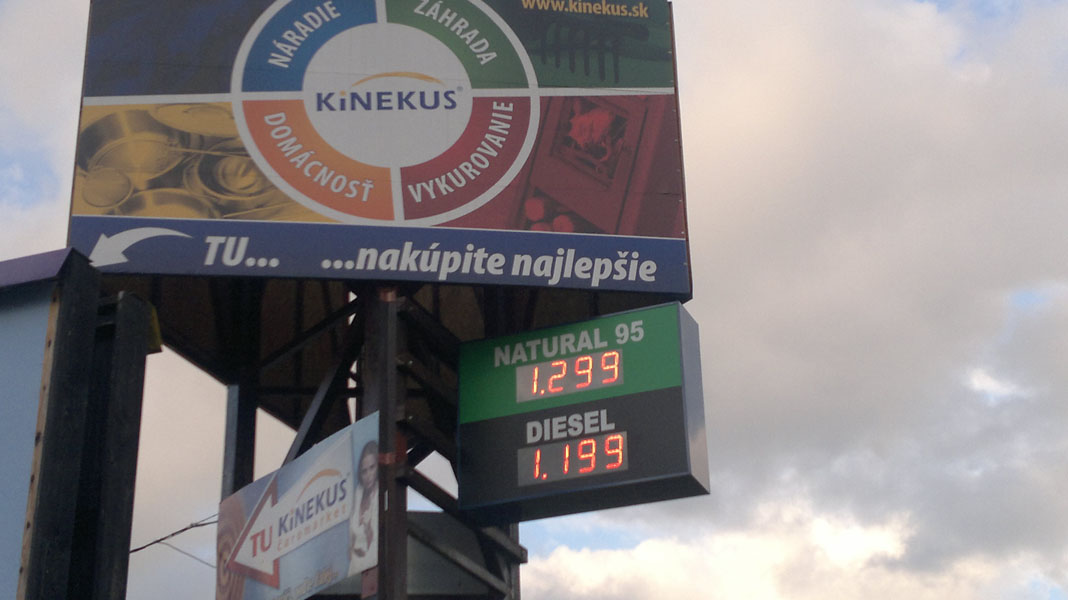 www.kinekus.sk
NÁRADIE
ZÁHRADA
KiNEKUS®
DOMÁCNOSŤ
VYKUROVANIE
TU... ...nakúpite najlepšie
NATURAL 95
1.299
DIESEL
1.199
TU KiNEKUS
čaromarket